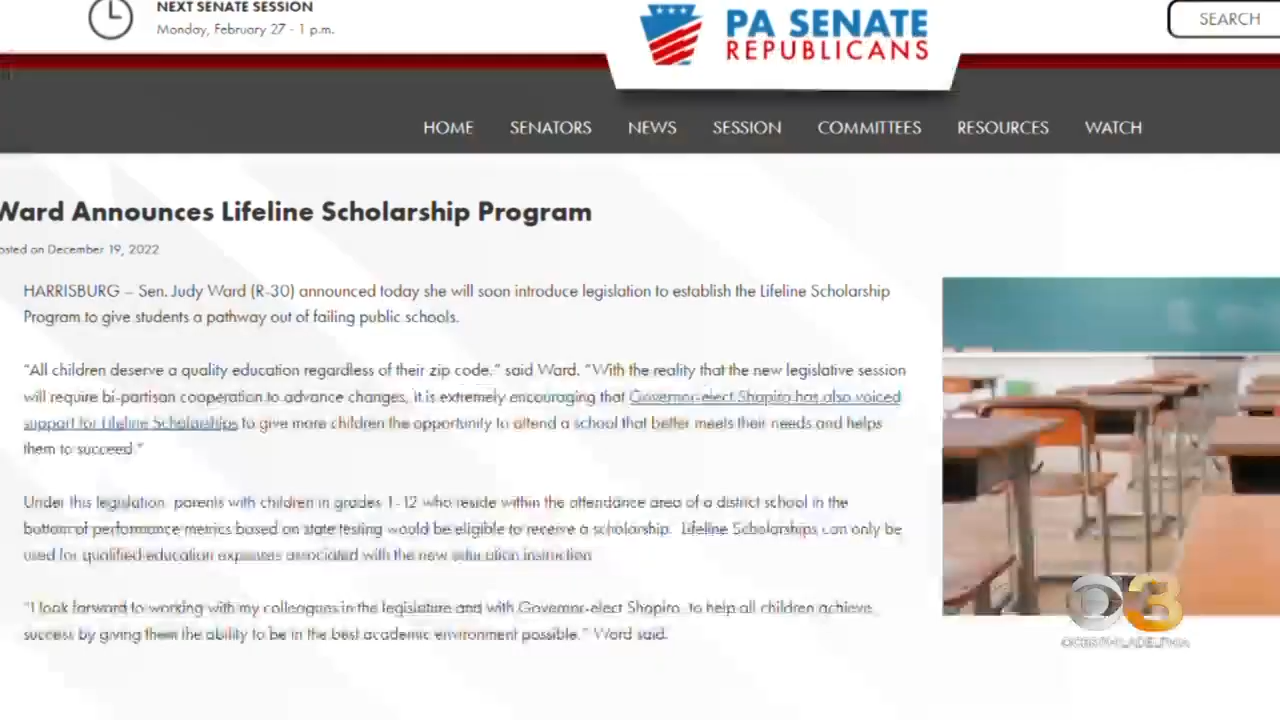 NEXT SENATE SESSION
Monday, February 27 - 1 p.m.
PA SENATE
REPUBLICANS
SEARCH
HOME SENATORS NEWS SESSION COMMITTEES RESOURCES WATCH
Ward Announces Lifeline Scholarship Program
osted on December 19, 2022
HARRISBURG – Sen. Judy Ward (R-30) announced today she will soon introduce legislation to establish the Lifeline Scholarship
Program to give students a pathway out of failing public schools.
"All children deserve a quality education regardless of their zip code," said Ward. "With the reality that the new legislative session
will require bi-partisan cooperation to advance changes, it is extremely encouraging that Governor-elect Shapiro has also voiced
support for Lifeline Scholarships to give more children the opportunity to attend a school that better meets their needs and helps
them to succeed."
Under this legislation, parents with children in grades 1-12 who reside within the attendance area of a district school in the
bottom of performance metrics based on state testing would be eligible to receive a scholarship. Lifeline Scholarships can only be
used for qualified education expenses associated with the new education instruction
"I look forward to working with my colleagues in the legislature and with Governor-elect Shapiro to help all children achieve
success by giving them the ability to be in the best academic environment possible," Ward said.
3
@CBSPHILADELPHIA